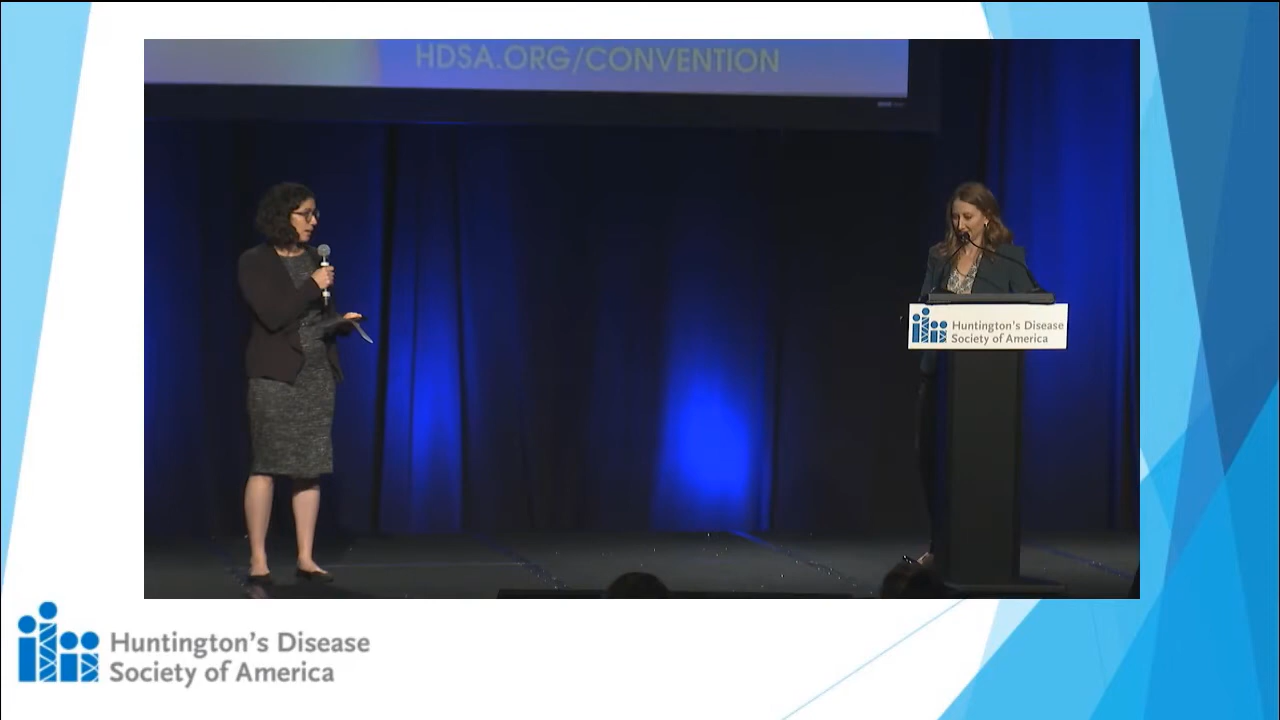 HDSA.ORG/CONVENTION
Huntington's Disease
Society of America
Huntington's Disease
Society of America